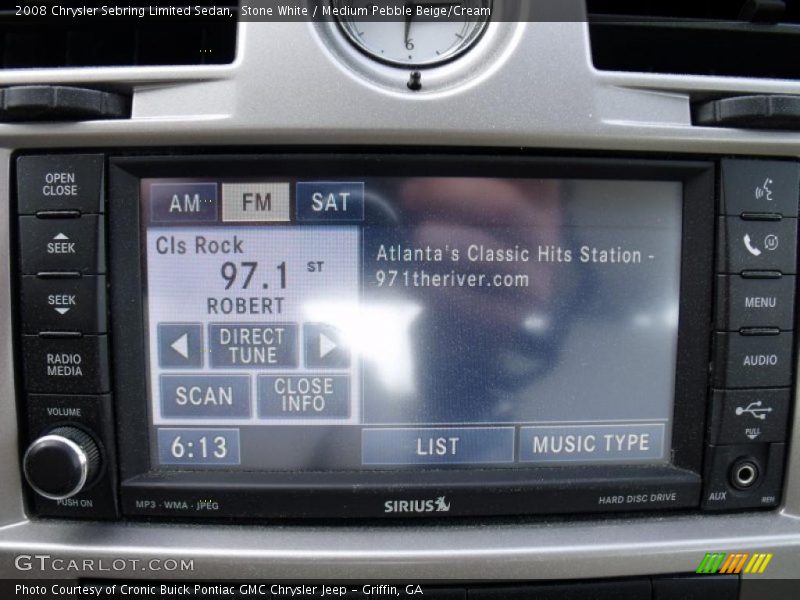 2008 Chrysler Sebring Limited Sedan, Stone White / Medium Pebble Beige/Cream
6
OPEN
CLOSE
SEEK
SEEK
RADIO
MEDIA
VOLUME
PUSH ON
AM
FM
SAT
Cls Rock
97.1 ST
ROBERT
DIRECT
TUNE
SCAN
CLOSE
INFO
6:13
Atlanta's Classic Hits Station -
971theriver.com
LIST
MUSIC TYPE
MP3 - WMA - JPEG
SIRIUS
HARD DISC DRIVE
MENU
AUDIO
PULL
AUX
REN
GTCARLOT.COM
Photo Courtesy of Cronic Buick Pontiac GMC Chrysler Jeep - Griffin, GA